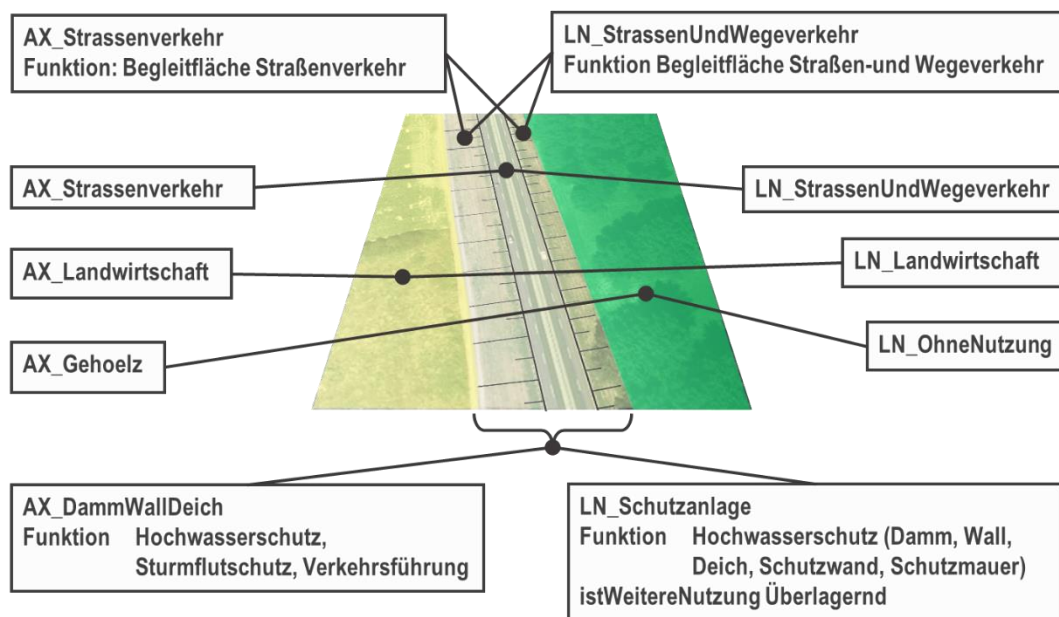 AX_Strassenverkehr
Funktion: Begleitfläche Straßenverkehr
LN_StrassenUndWegeverkehr
Funktion Begleitfläche Straßen-und Wegeverkehr
AX_Strassenverkehr
LN_StrassenUndWegeverkehr
AX_Landwirtschaft
LN_Landwirtschaft
AX_Gehoelz
LN_OhneNutzung
AX_DammWallDeich
Funktion Hochwasserschutz,
Sturmflutschutz, Verkehrsführung
LN_Schutzanlage
Funktion Hochwasserschutz (Damm, Wall,
Deich, Schutzwand, Schutzmauer)
istWeitereNutzung Überlagernd